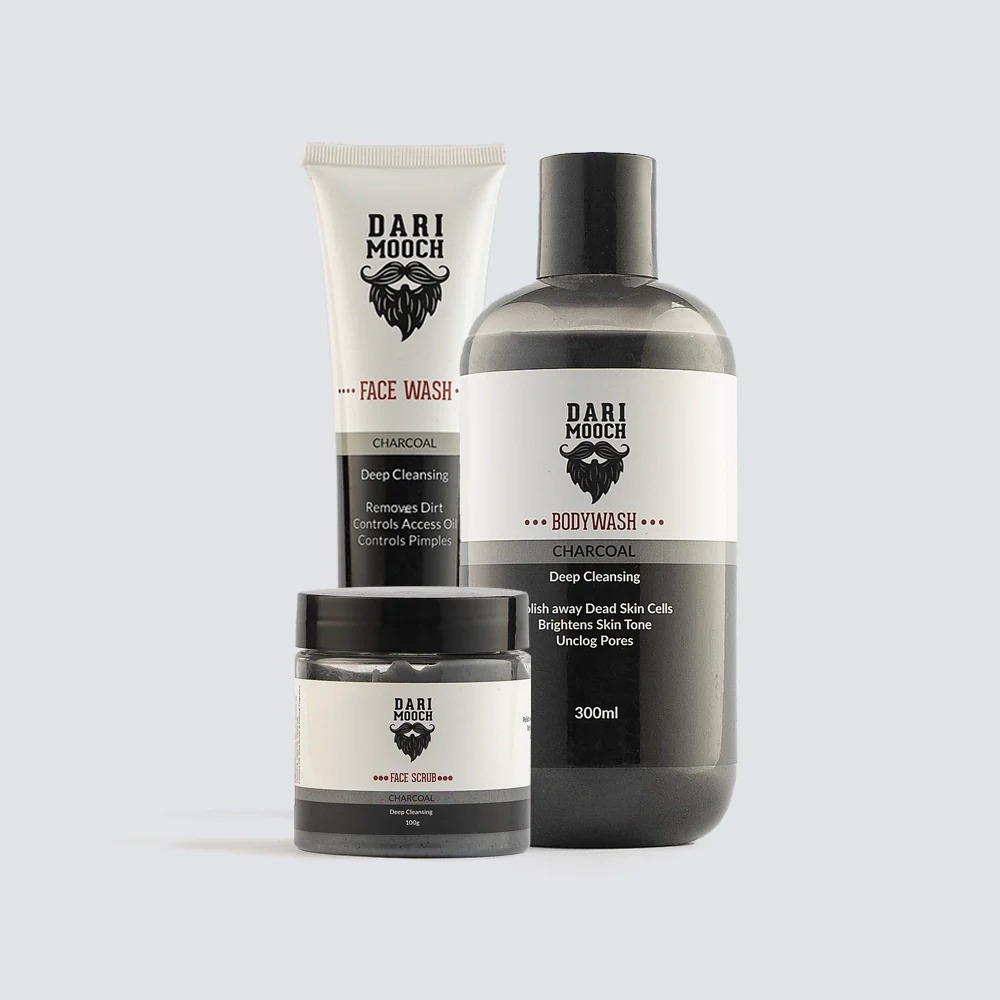 DARI
MOOCH
•••• FACE WASH •
CHARCOAL
Deep Cleansing
Removes Dirt
Controls Access Oil
Controls Pimples
DARI
MOOCH
••• BODYWASH •••
CHARCOAL
Deep Cleansing
olish away Dead Skin Cells
Brightens Skin Tone
Unclog Pores
300ml
DARI
MOOCH
•••FACE SCRUB•••
CHARCOAL
Deep Cleansing
100g